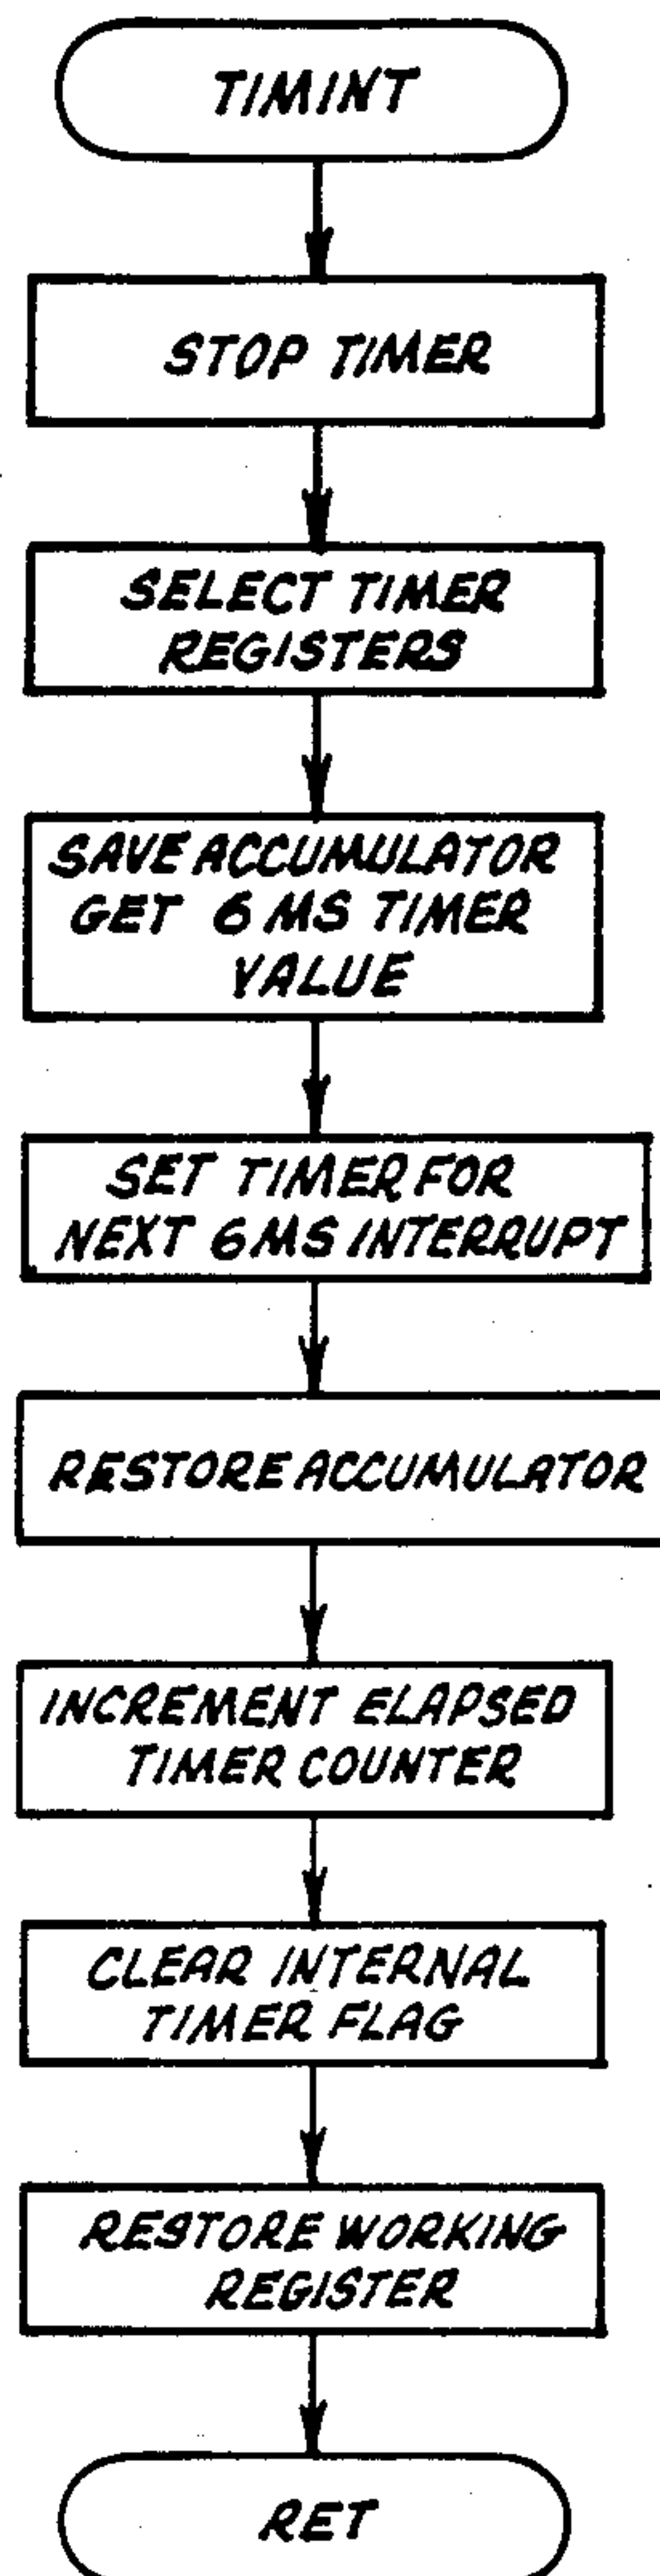 TIMINT
STOP TIMER
SELECT TIMER
REGISTERS
SAVE ACCUMULATOR
GET 6 MS TIMER
VALUE
SET TIMER FOR
NEXT 6MS INTERRUPT
RESTORE ACCUMULATOR
INCREMENT ELAPSED
TIMER COUNTER
CLEAR INTERNAL
TIMER FLAG
RESTORE WORKING
REGISTER
RET